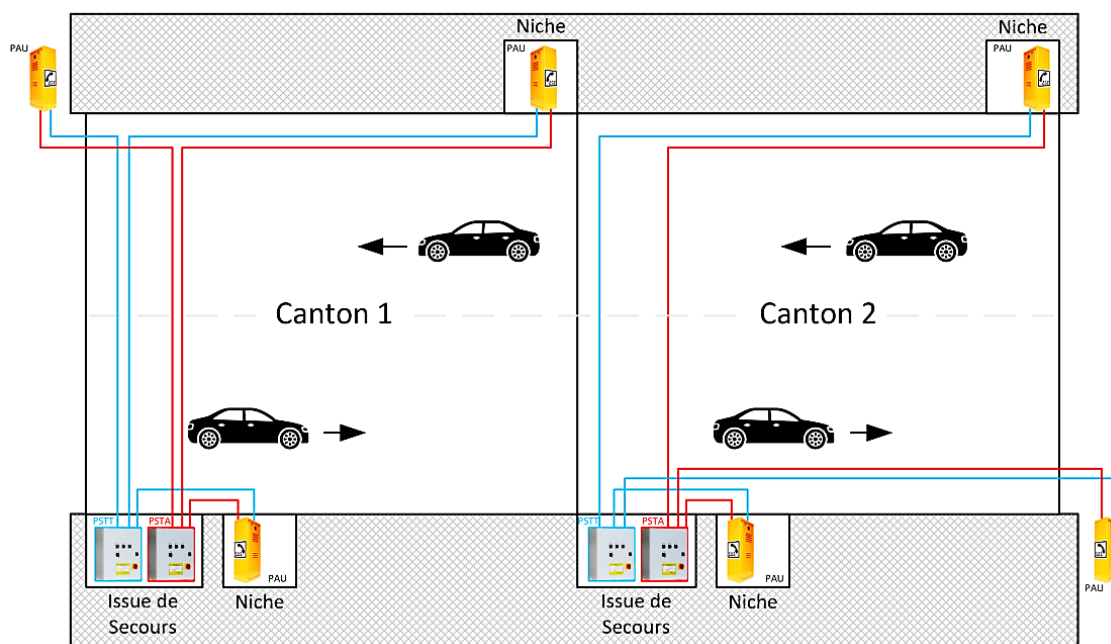 Niche
Niche
PAU
PAU
PAU
Canton 1
Canton 2
PSTT
PSTA
PSTT
PSTA
PAU
PAU
PAU
Issue de
Secours
Niche
Issue de
Secours
Niche